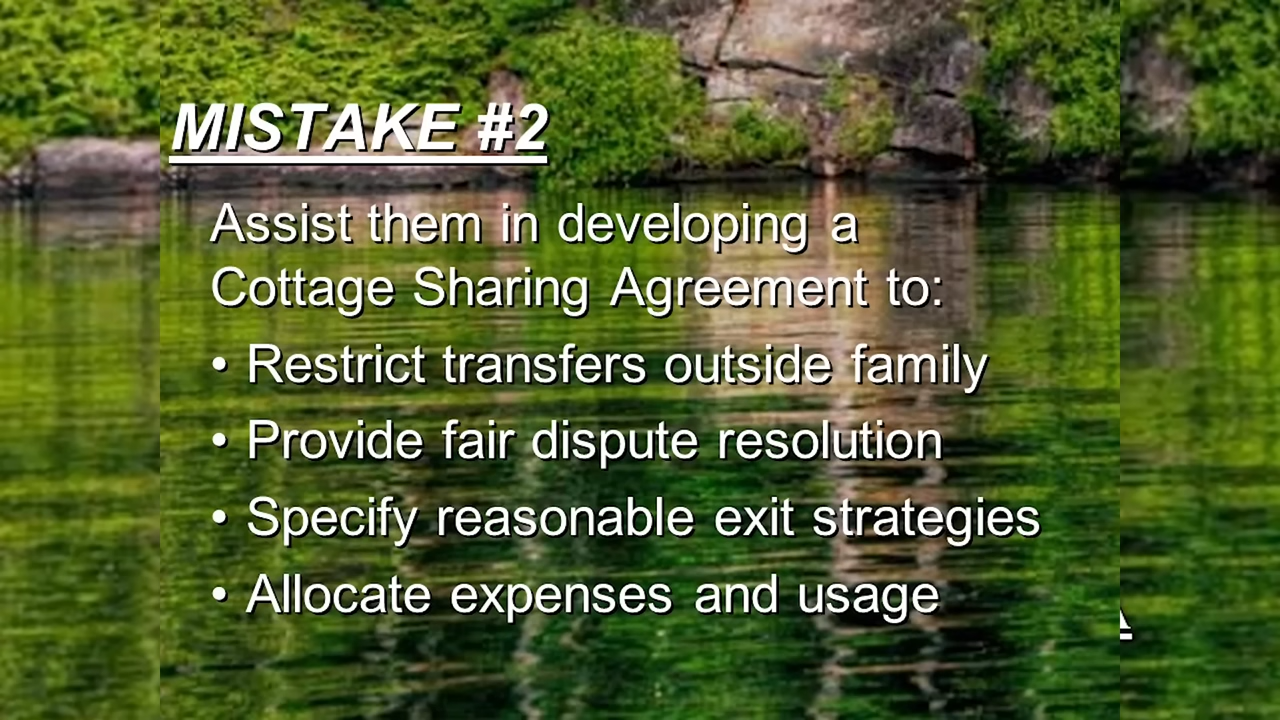 MISTAKE #2
Assist them in developing a
Cottage Sharing Agreement to:
• Restrict transfers outside family
• Provide fair dispute resolution
• Specify reasonable exit strategies
• Allocate expenses and usage